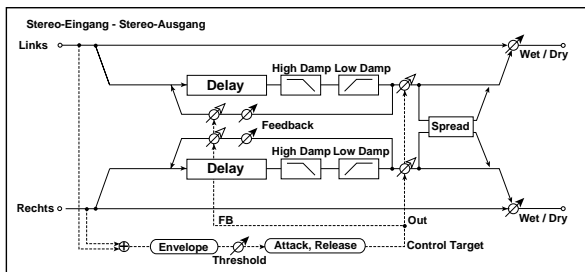 Stereo-Eingang - Stereo-Ausgang
Links
Wet / Dry
High Damp Low Damp
Delay
Feedback
Spread
High Damp Low Damp
Delay
Rechts
FB
Out
Wet / Dry
Envelope
Threshold
Attack, Release
Control Target